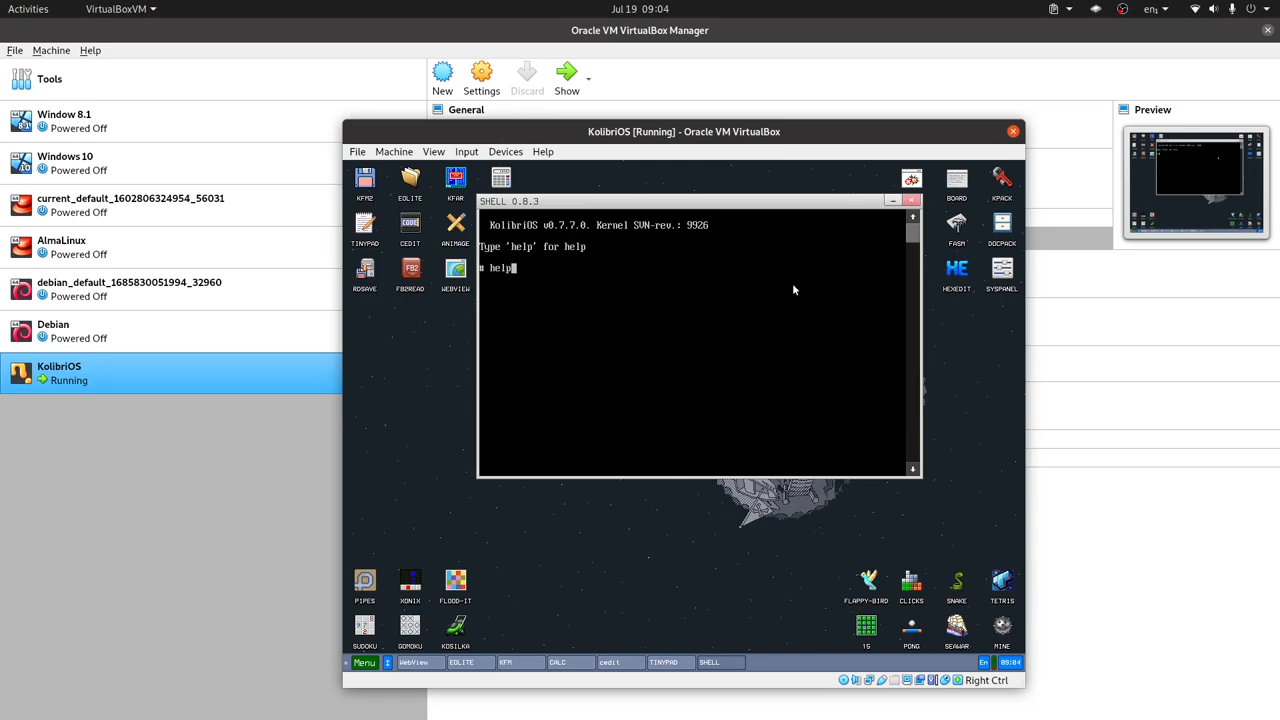 Activities VirtualBoxVM Jul 19 09:04 en1
Oracle VM VirtualBox Manager
File Machine Help
Tools
New Settings Discard Show
General
Preview
Window 8.1
Powered Off
Windows 10
Powered Off
current_default_1602806324954_56031
Powered Off
AlmaLinux
Powered Off
debian_default_1685830051994_32960
Powered Off
Debian
Powered Off
KolibriOS
Running
KolibriOS [Running] - Oracle VM VirtualBox
File Machine View Input Devices Help
KFM2 EOLITE KFAR BOARD KPACK
TINYPAD CEDIT ANIMAGE FASM DOCPACK
RDSAVE FB2READ WEBVIEW HEXEDIT SYSPANEL
SHELL 0.8.3
KolibriOS v0.7.7.0. Kernel SVN-rev.: 9926
Type 'help' for help
# help
PIPES XONIX FLOOD-IT FLAPPY-BIRD CLICKS SNAKE TETRIS
SUDOKU GOMOKU KOSILKA 15 PONG SEAWAR MINE
Menu WebView EOLITE KFM CALC cedit TINYPAD SHELL En 09:04
Right Ctrl